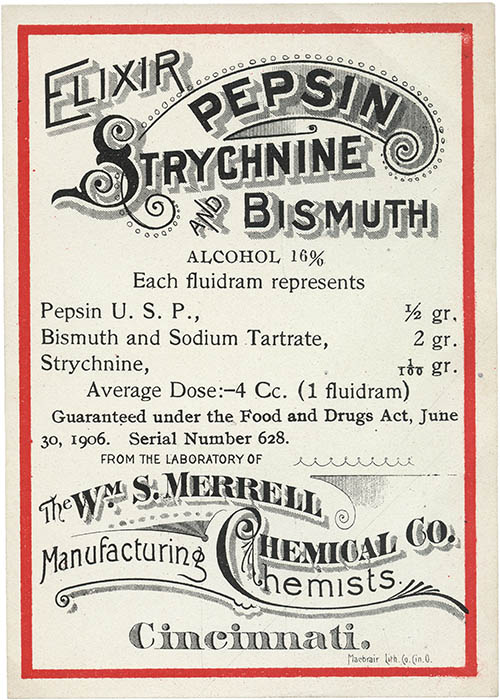 ELIXIR
PEPSIN
STRYCHNINE
AND BISMUTH
ALCOHOL 16%
Each fluidram represents
Pepsin U. S. P., ½ gr.
Bismuth and Sodium Tartrate, 2 gr.
Strychnine, 1/100 gr.
Average Dose:–4 Cc. (1 fluidram)
Guaranteed under the Food and Drugs Act, June
30, 1906. Serial Number 628.
FROM THE LABORATORY OF
The Wm S. MERRELL
CHEMICAL CO.
Manufacturing Chemists.
Cincinnati.
Macbrair Lith. Co. Cin. O.